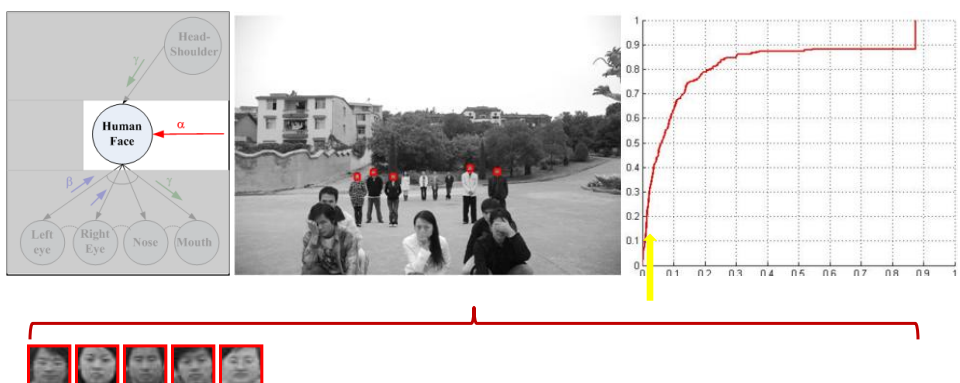 Head-
Shoulder
γ
Human
Face
α
β
γ
Left
eye
Right
Eye
Nose
Mouth
1
0.9
0.8
0.7
0.6
0.5
0.4
0.3
0.2
0.1
0
0 0.1 0.2 0.3 0.4 0.5 0.6 0.7 0.8 0.9 1